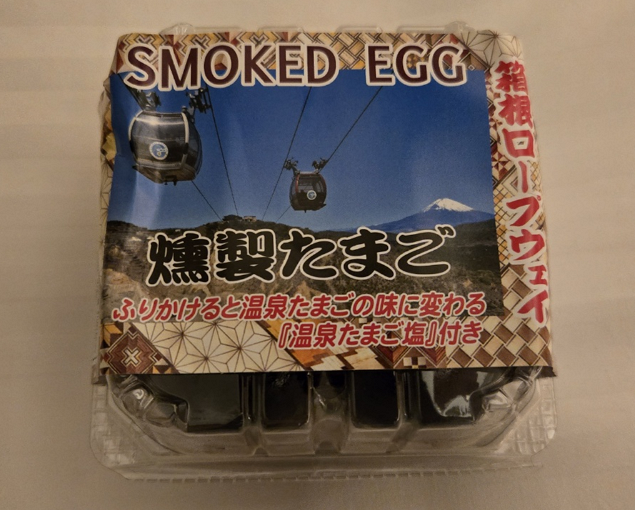 SMOKED EGG
箱根ロープウェイ
燻製たまご
ふりかけると温泉たまごの味に変わる
『温泉たまご塩』付き